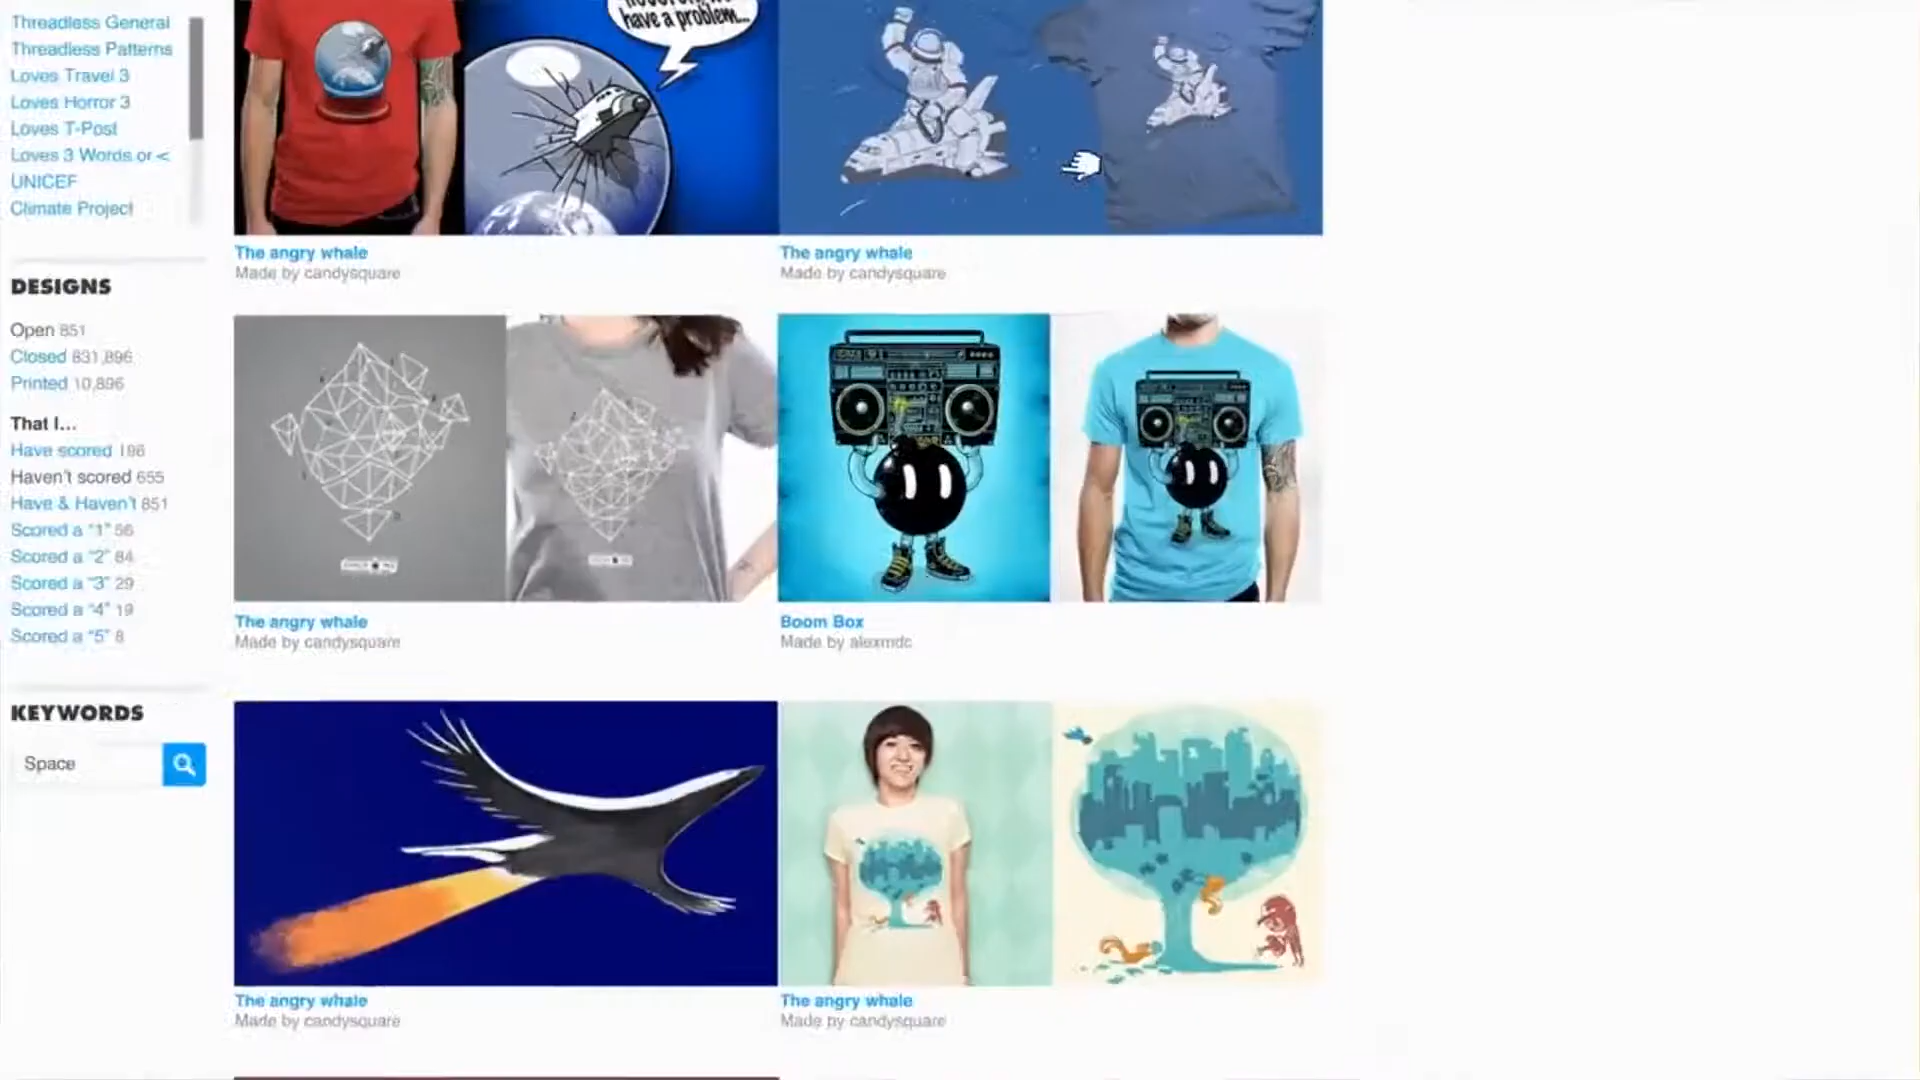 Threadless General
Threadless Patterns
Loves Travel 3
Loves Horror 3
Loves T-Post
Loves 3 Words or <
UNICEF
Climate Project
DESIGNS
Open 851
Closed 831,896
Printed 10,896
That I...
Have scored 196
Haven't scored 655
Have & Haven't 851
Scored a "1" 56
Scored a "2" 84
Scored a "3" 29
Scored a "4" 19
Scored a "5" 8
KEYWORDS
Space
have a problem...
The angry whale
Made by candysquare
The angry whale
Made by candysquare
The angry whale
Made by candysquare
Boom Box
Made by alexmdc
The angry whale
Made by candysquare
The angry whale
Made by candysquare